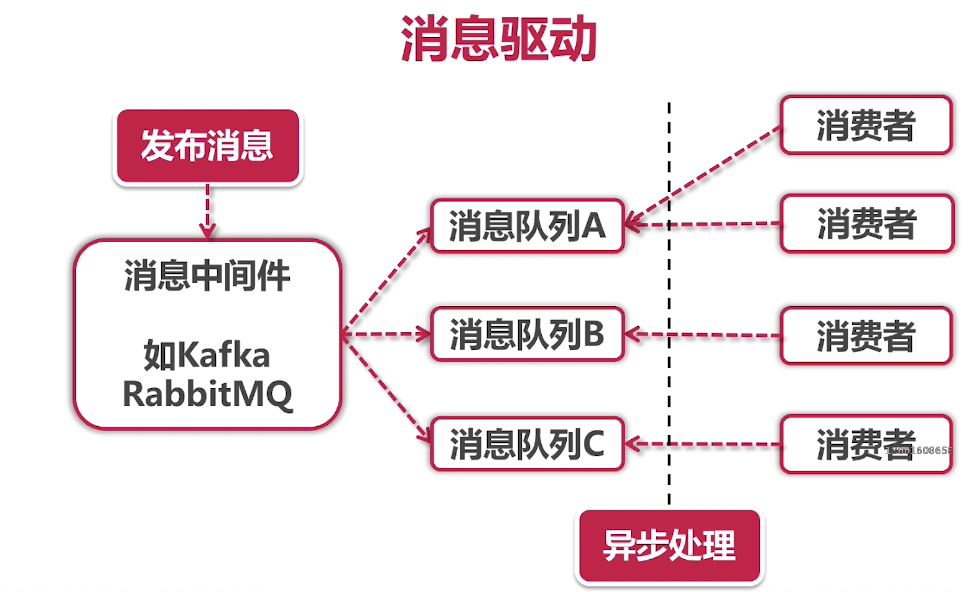 消息驱动
发布消息
消息中间件
如Kafka
RabbitMQ
消息队列A
消息队列B
消息队列C
消费者
消费者
消费者
消费者
异步处理